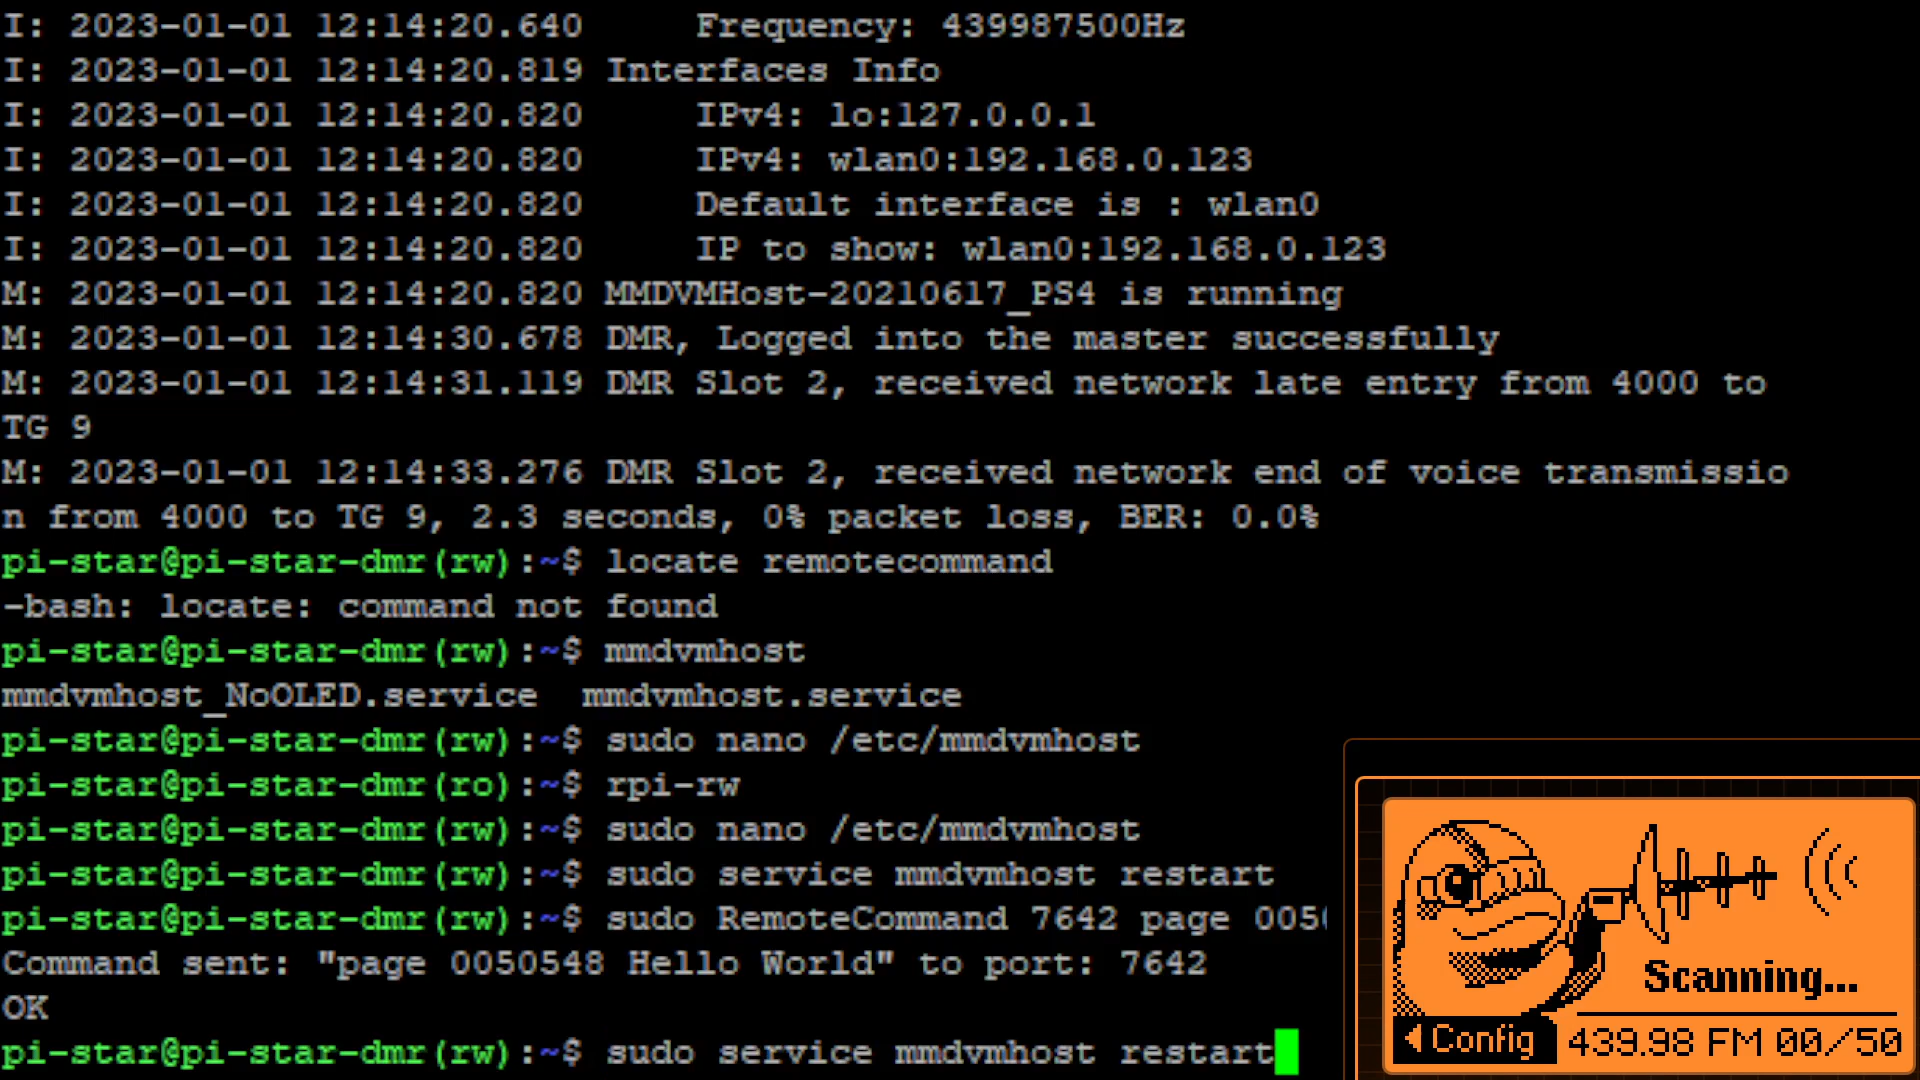 I: 2023-01-01 12:14:20.640     Frequency: 439987500Hz
I: 2023-01-01 12:14:20.819 Interfaces Info
I: 2023-01-01 12:14:20.820     IPv4: lo:127.0.0.1
I: 2023-01-01 12:14:20.820     IPv4: wlan0:192.168.0.123
I: 2023-01-01 12:14:20.820     Default interface is : wlan0
I: 2023-01-01 12:14:20.820     IP to show: wlan0:192.168.0.123
M: 2023-01-01 12:14:20.820 MMDVMHost-20210617_PS4 is running
M: 2023-01-01 12:14:30.678 DMR, Logged into the master successfully
M: 2023-01-01 12:14:31.119 DMR Slot 2, received network late entry from 4000 to
TG 9
M: 2023-01-01 12:14:33.276 DMR Slot 2, received network end of voice transmissio
n from 4000 to TG 9, 2.3 seconds, 0% packet loss, BER: 0.0%
pi-star@pi-star-dmr(rw):~$ locate remotecommand
-bash: locate: command not found
pi-star@pi-star-dmr(rw):~$ mmdvmhost
mmdvmhost_NoOLED.service  mmdvmhost.service
pi-star@pi-star-dmr(rw):~$ sudo nano /etc/mmdvmhost
pi-star@pi-star-dmr(ro):~$ rpi-rw
pi-star@pi-star-dmr(rw):~$ sudo nano /etc/mmdvmhost
pi-star@pi-star-dmr(rw):~$ sudo service mmdvmhost restart
pi-star@pi-star-dmr(rw):~$ sudo RemoteCommand 7642 page 005
Command sent: "page 0050548 Hello World" to port: 7642
OK
pi-star@pi-star-dmr(rw):~$ sudo service mmdvmhost restart
Scanning...
Config 439.98 FM 00/50